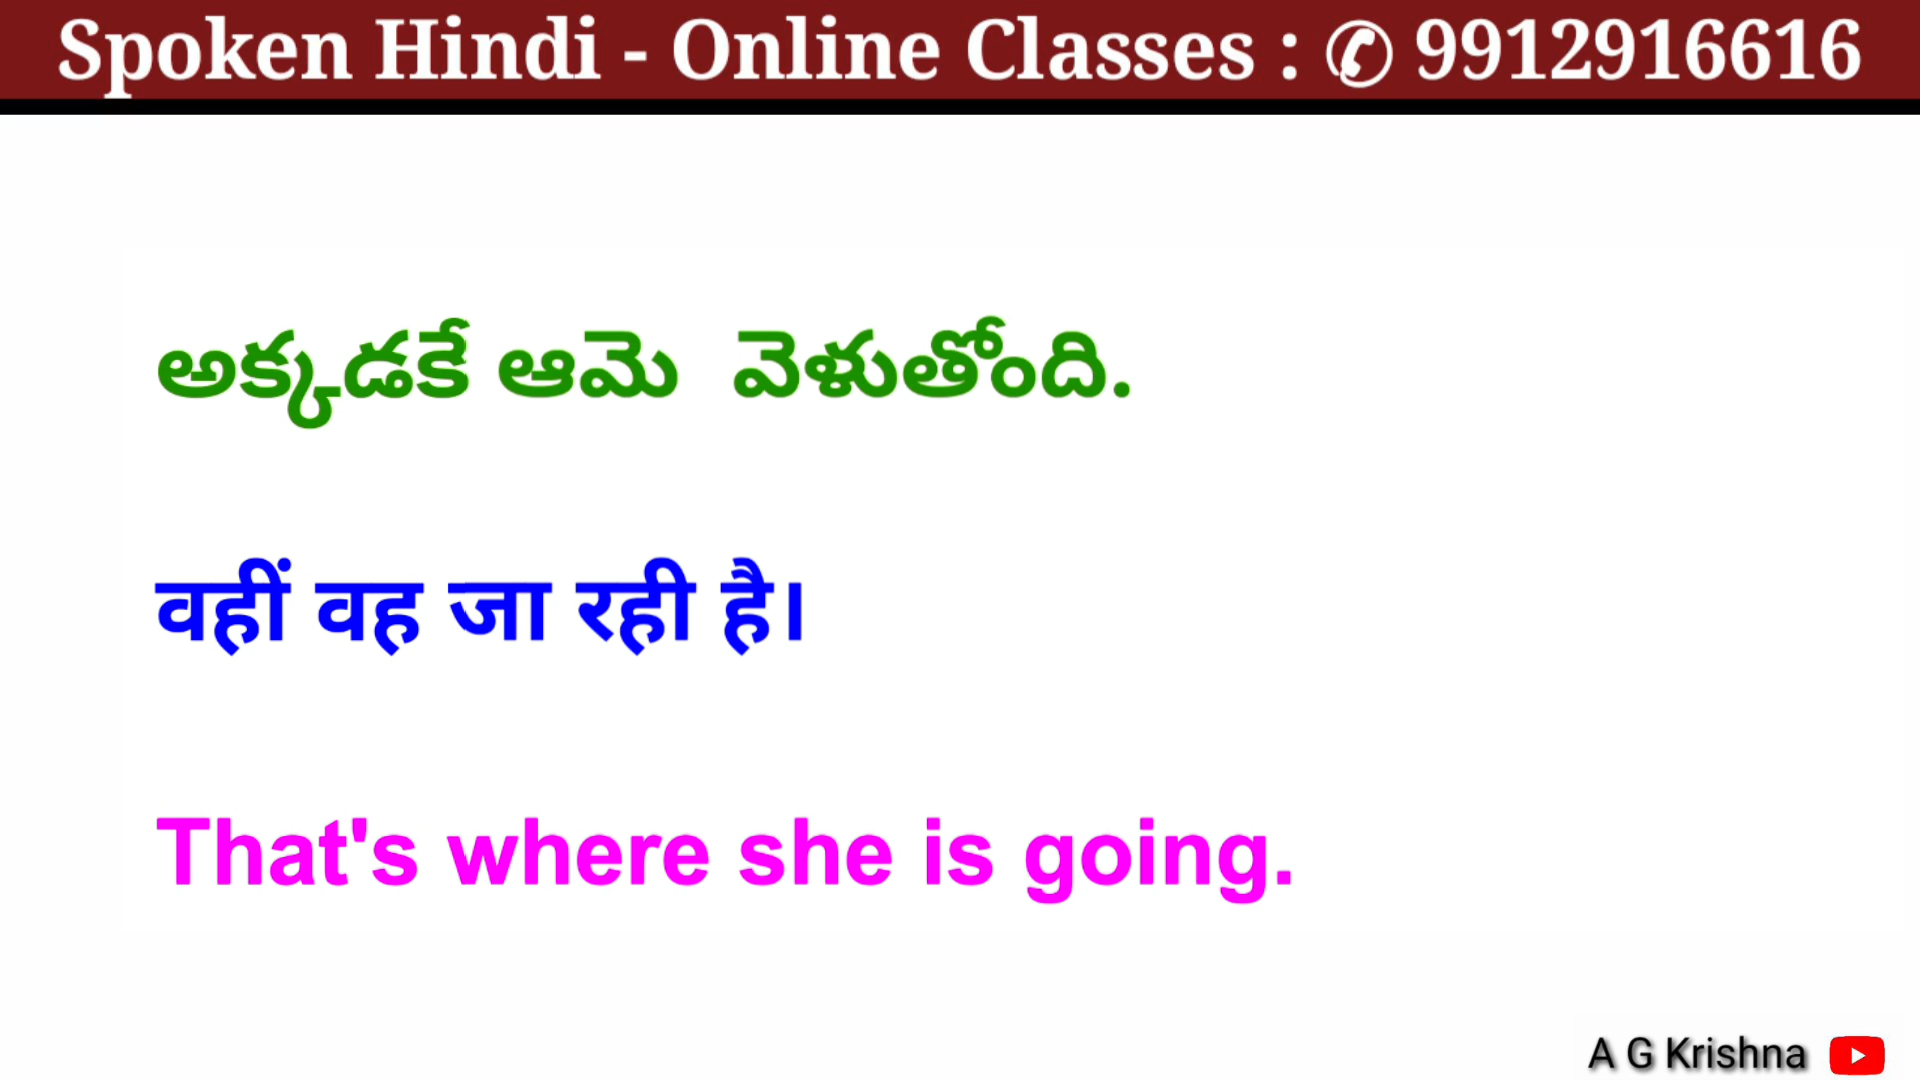 Spoken Hindi - Online Classes : ✆ 9912916616
అక్కడకే ఆమె వెళుతోంది.
वहीं वह जा रही है।
That's where she is going.
A G Krishna